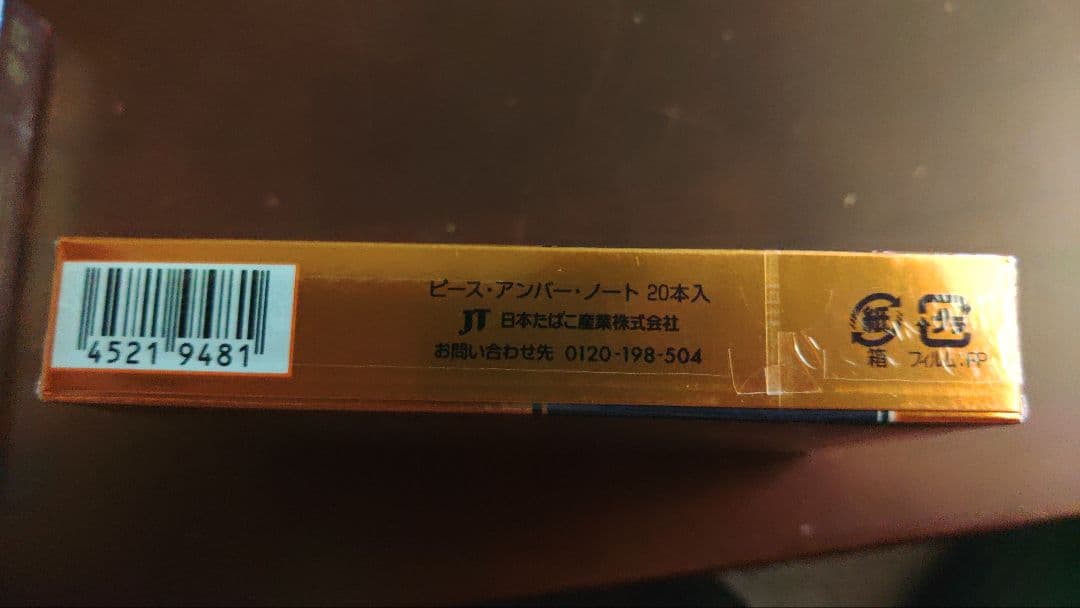 4521 9481
ピース・アンバー・ノート 20本入
JT 日本たばこ産業株式会社
お問い合わせ先 0120-198-504
紙
箱
プラ
フィルム:PP